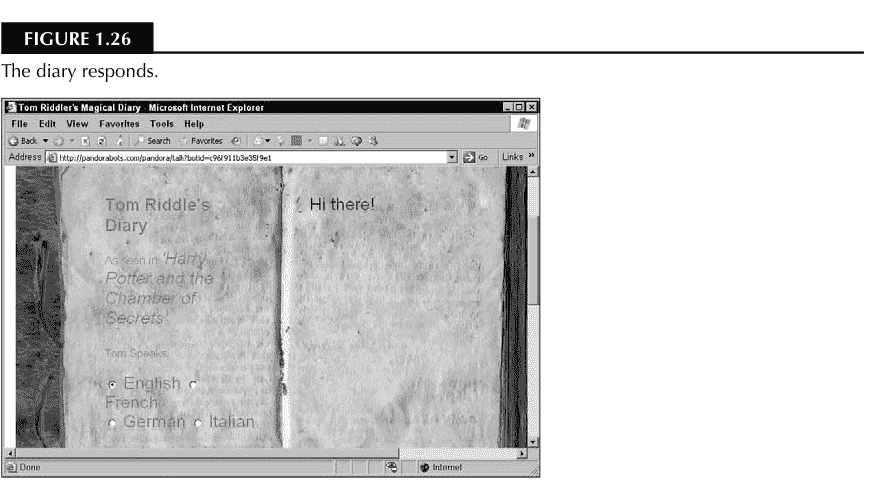 FIGURE 1.26
The diary responds.
Tom Riddler's Magical Diary - Microsoft Internet Explorer
File Edit View Favorites Tools Help
Back Search Favorites
Address http://pandorabots.com/pandora/talk?botid=c96f911b3e35f9e1 Go Links »
Tom Riddle's
Diary
Hi there!
As seen in 'Harry
Potter and the
Chamber of
Secrets'
Tom Speaks
English
French
German Italian
Done Internet